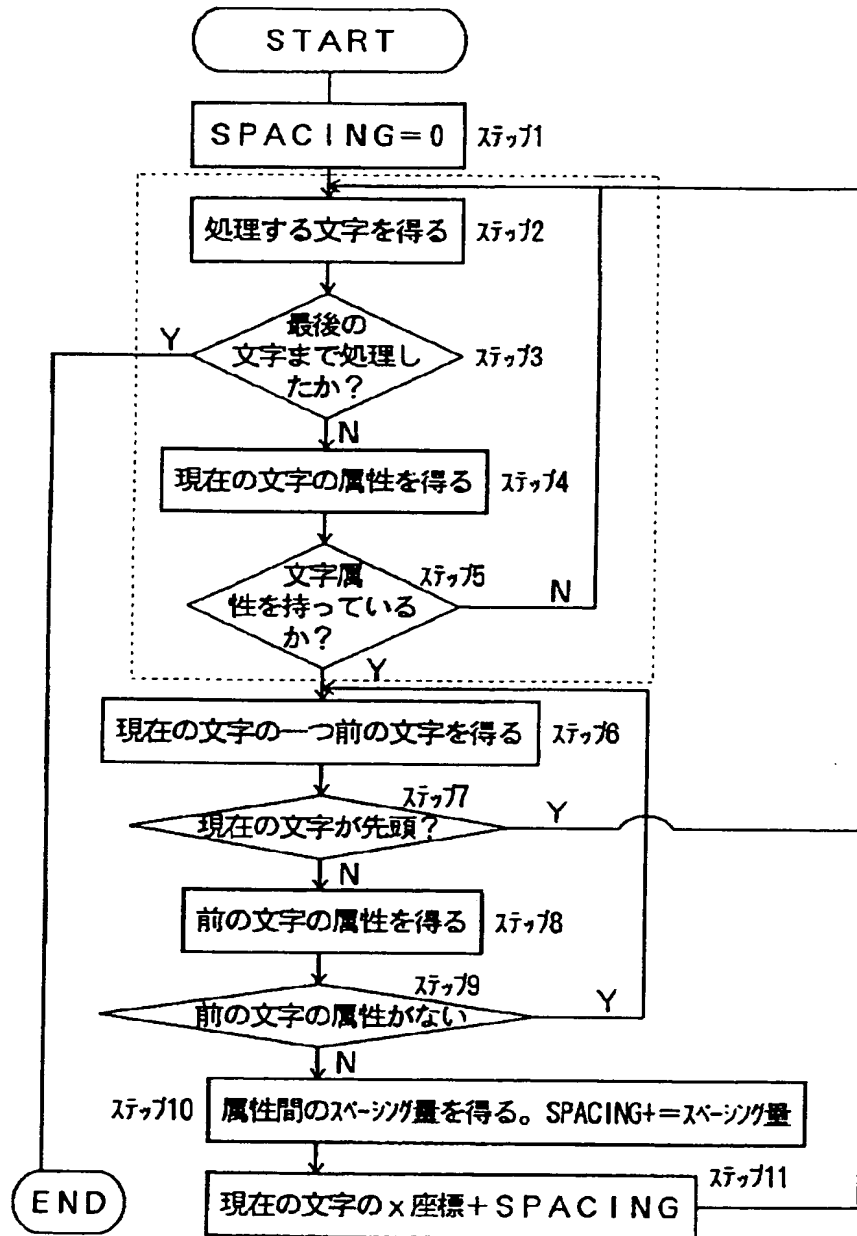 START
SPACING=0 ステップ1
処理する文字を得る ステップ2
最後の
Y 文字まで処理し ステップ3
たか?
N
現在の文字の属性を得る ステップ4
文字属 ステップ5
性を持っている N
か?
Y
現在の文字の一つ前の文字を得る ステップ6
ステップ7
現在の文字が先頭? Y
N
前の文字の属性を得る ステップ8
ステップ9
前の文字の属性がない Y
N
ステップ10 属性間のスペーシング量を得る。SPACING+=スペーシング量
ステップ11
END 現在の文字のx座標+SPACING